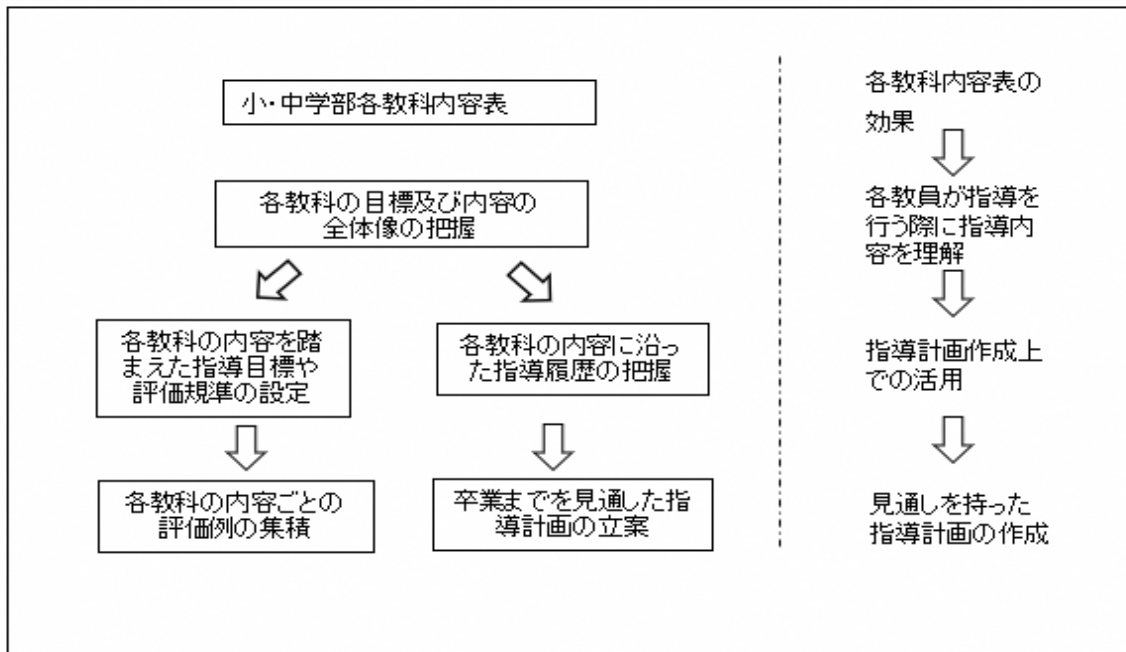 小・中学部各教科内容表
各教科の目標及び内容の
全体像の把握
各教科の内容を踏
まえた指導目標や
評価規準の設定
各教科の内容に沿っ
た指導履歴の把握
各教科の内容ごとの
評価例の集積
卒業までを見通した指
導計画の立案
各教科内容表の
効果
各教員が指導を
行う際に指導内
容を理解
指導計画作成上
での活用
見通しを持った
指導計画の作成